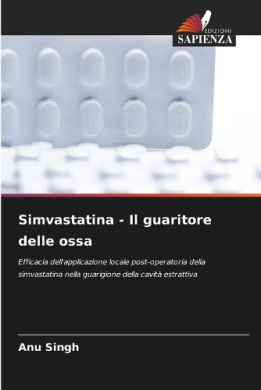 EDIZIONI
SAPIENZA
Simvastatina - Il guaritore
delle ossa
Efficacia dell'applicazione locale post-operatoria della
simvastatina nella guarigione della cavità estrattiva
Anu Singh